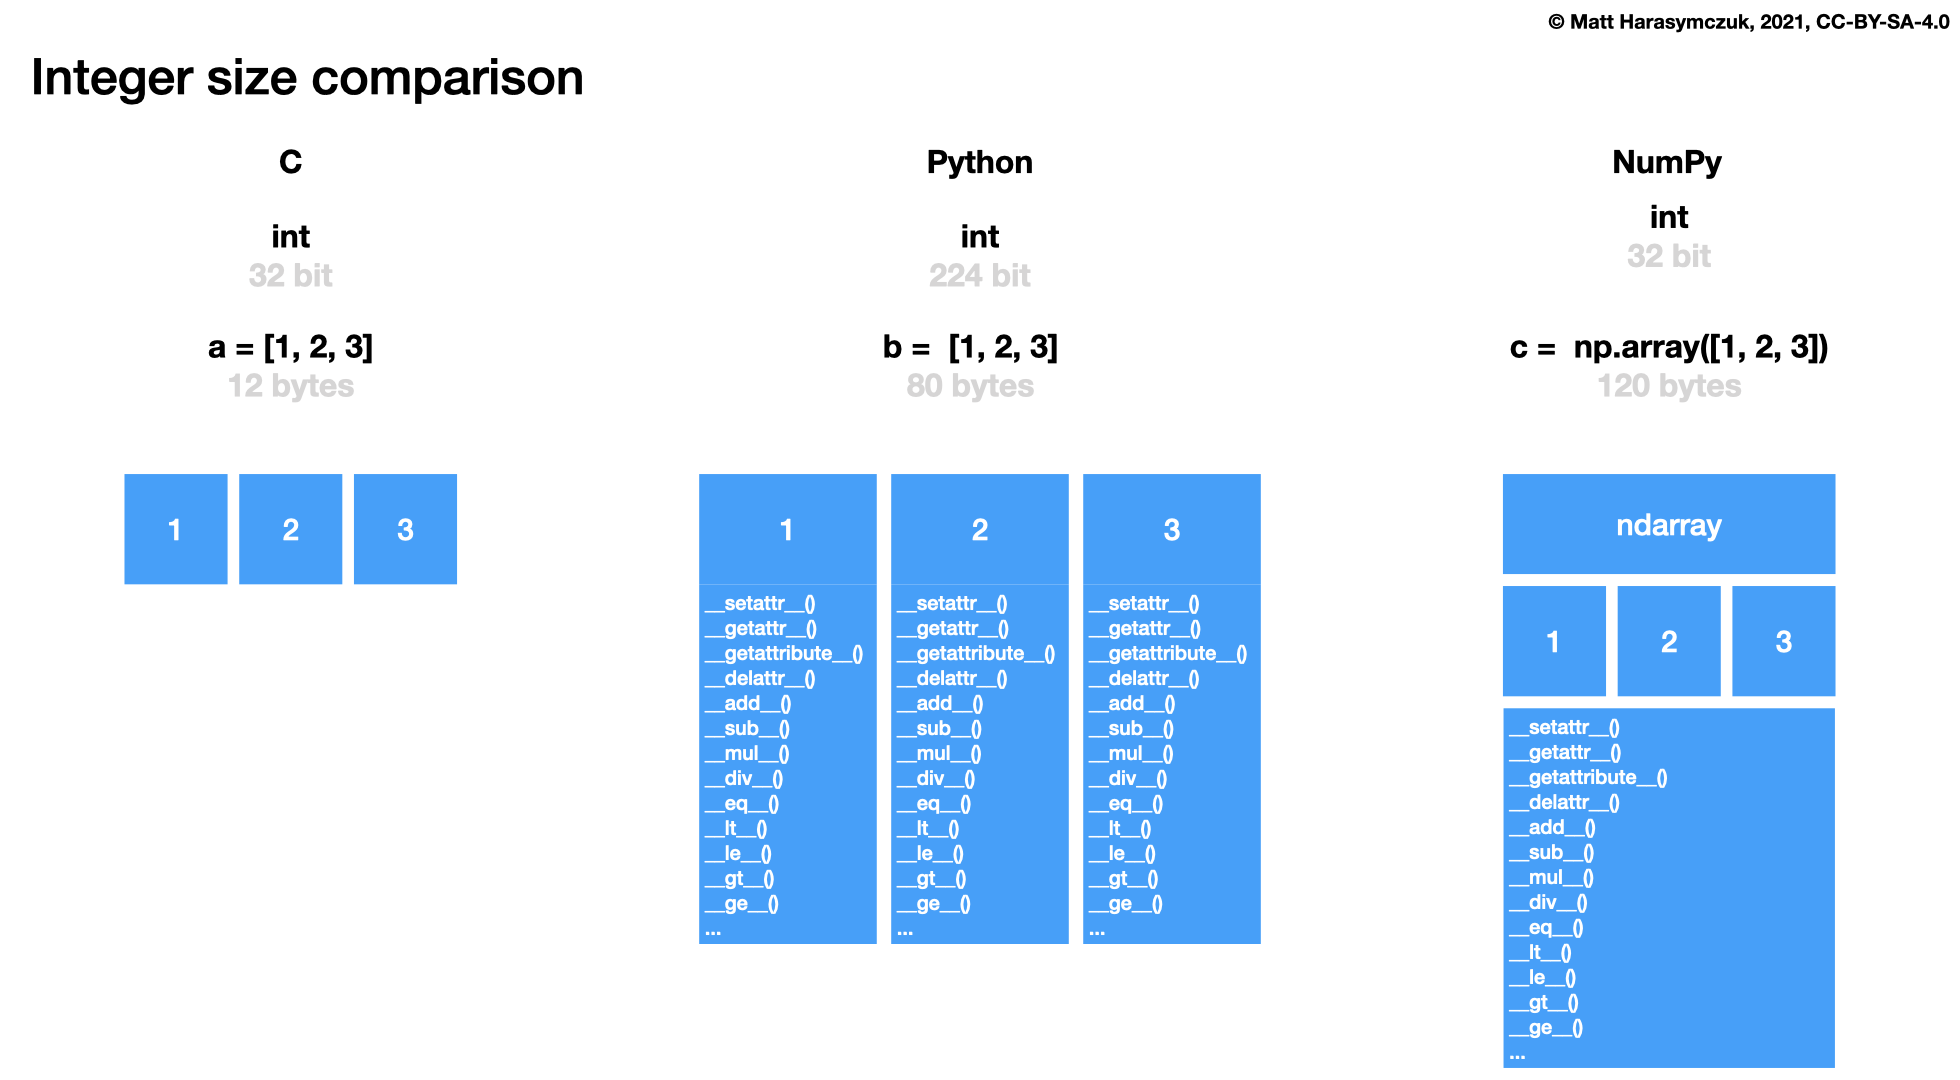 © Matt Harasymczuk, 2021, CC-BY-SA-4.0
Integer size comparison
C
int
32 bit
a = [1, 2, 3]
12 bytes
1
2
3
Python
int
224 bit
b =  [1, 2, 3]
80 bytes
1
__setattr__()
__getattr__()
__getattribute__()
__delattr__()
__add__()
__sub__()
__mul__()
__div__()
__eq__()
__lt__()
__le__()
__gt__()
__ge__()
...
2
__setattr__()
__getattr__()
__getattribute__()
__delattr__()
__add__()
__sub__()
__mul__()
__div__()
__eq__()
__lt__()
__le__()
__gt__()
__ge__()
...
3
__setattr__()
__getattr__()
__getattribute__()
__delattr__()
__add__()
__sub__()
__mul__()
__div__()
__eq__()
__lt__()
__le__()
__gt__()
__ge__()
...
NumPy
int
32 bit
c =  np.array([1, 2, 3])
120 bytes
ndarray
1
2
3
__setattr__()
__getattr__()
__getattribute__()
__delattr__()
__add__()
__sub__()
__mul__()
__div__()
__eq__()
__lt__()
__le__()
__gt__()
__ge__()
...